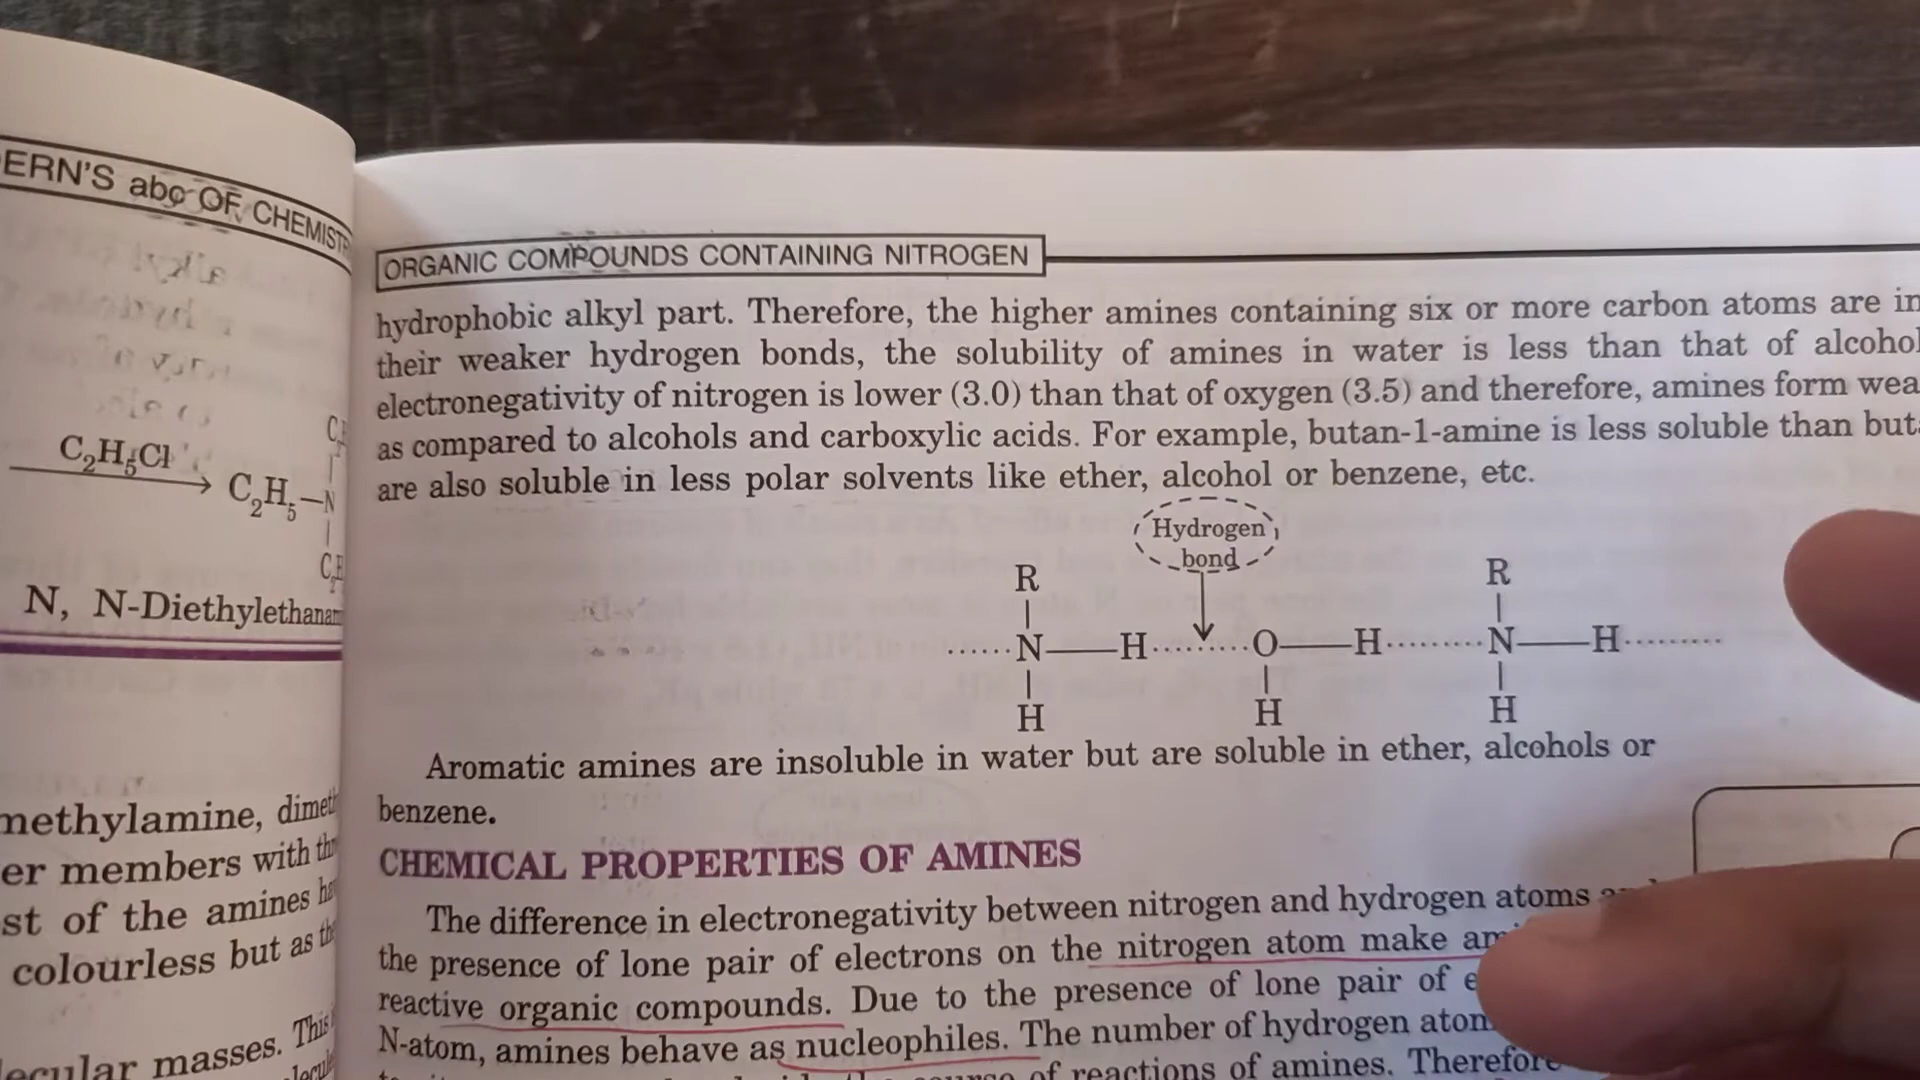 ERN'S abc OF CHEMISTR
C₂H₅Cl
C₂H₅—N
N, N-Diethylethanam
methylamine, dimet
er members with
st of the amines
colourless but as
lecular masses. This
ORGANIC COMPOUNDS CONTAINING NITROGEN
hydrophobic alkyl part. Therefore, the higher amines containing six or more carbon atoms are in
their weaker hydrogen bonds, the solubility of amines in water is less than that of alcohol
electronegativity of nitrogen is lower (3.0) than that of oxygen (3.5) and therefore, amines form wea
as compared to alcohols and carboxylic acids. For example, butan-1-amine is less soluble than but
are also soluble in less polar solvents like ether, alcohol or benzene, etc.
Hydrogen
bond
R R
......N—H.........O—H.........N—H.........
H H H
Aromatic amines are insoluble in water but are soluble in ether, alcohols or
benzene.
CHEMICAL PROPERTIES OF AMINES
The difference in electronegativity between nitrogen and hydrogen atoms
the presence of lone pair of electrons on the nitrogen atom make
reactive organic compounds. Due to the presence of lone pair of
N-atom, amines behave as nucleophiles. The number of hydrogen atom
of reactions of amines. Therefore